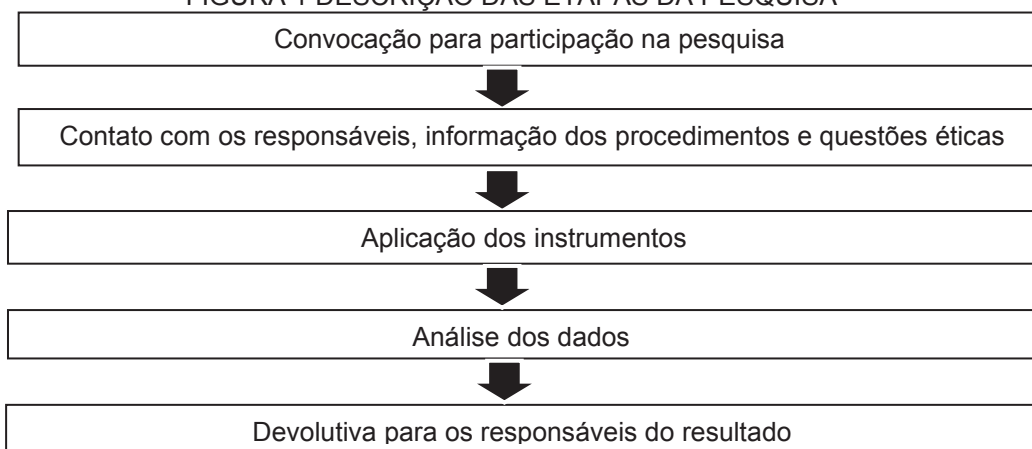 FIGURA 1 DESCRIÇÃO DAS ETAPAS DA PESQUISA
Convocação para participação na pesquisa
Contato com os responsáveis, informação dos procedimentos e questões éticas
Aplicação dos instrumentos
Análise dos dados
Devolutiva para os responsáveis do resultado